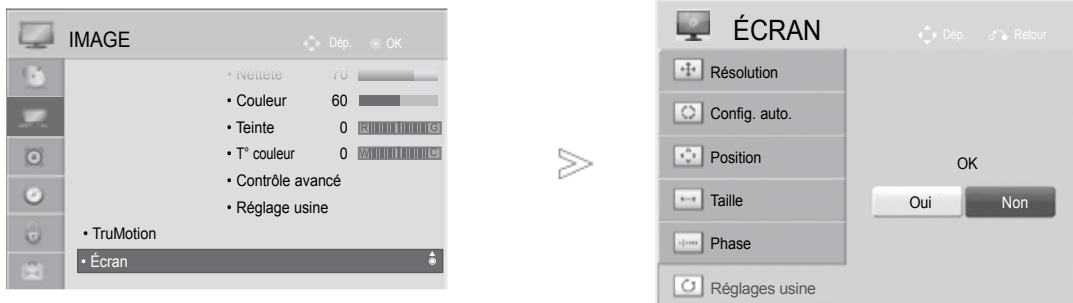 IMAGE
Dép. OK
• Netteté 70
• Couleur 60
• Teinte 0 R G
• T° couleur 0 W C
• Contrôle avancé
• Réglage usine
• TruMotion
• Écran
ÉCRAN
Dép. Retour
Résolution
Config. auto.
Position
Taille
Phase
Réglages usine
OK
Oui Non